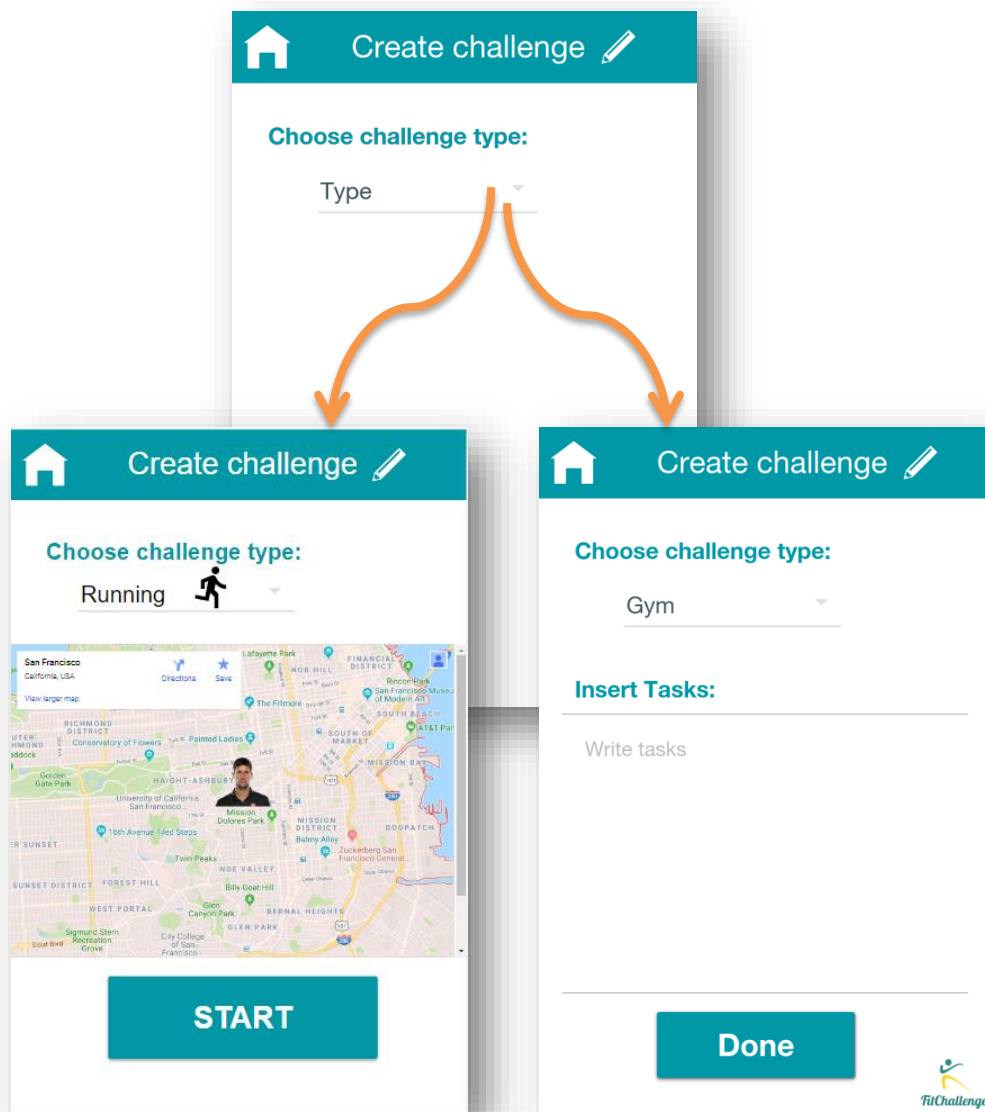 Create challenge
Choose challenge type:
Type
Create challenge
Choose challenge type:
Running
San Francisco
California, USA
Directions
Save
View larger map
Lafayette Park
NOB HILL
FINANCIAL
DISTRICT
Rincon Park
San Francisco Museum
of Modern Art
The Fillmore
SOUTH BEACH
RICHMOND
DISTRICT
Conservatory of Flowers
Painted Ladies
SOUTH OF
MARKET
AT&T Par
MISSION BAY
Golden
Gate Park
HAIGHT-ASHBURY
University of California
San Francisco
Mission
Dolores Park
MISSION
DISTRICT
DOGPATCH
16th Avenue Tiled Steps
Balmy Alley
R SUNSET
Zuckerberg San
Francisco General
Twin Peaks
NOE VALLEY
SUNSET DISTRICT
FOREST HILL
Billy Goat Hill
WEST PORTAL
Glen
Canyon Park
BERNAL HEIGHTS
GLEN PARK
Sigmund Stern
Recreation
Grove
City College
of San
Francisco
Sloat Blvd
101
280
START
Create challenge
Choose challenge type:
Gym
Insert Tasks:
Write tasks
Done
FitChallenge